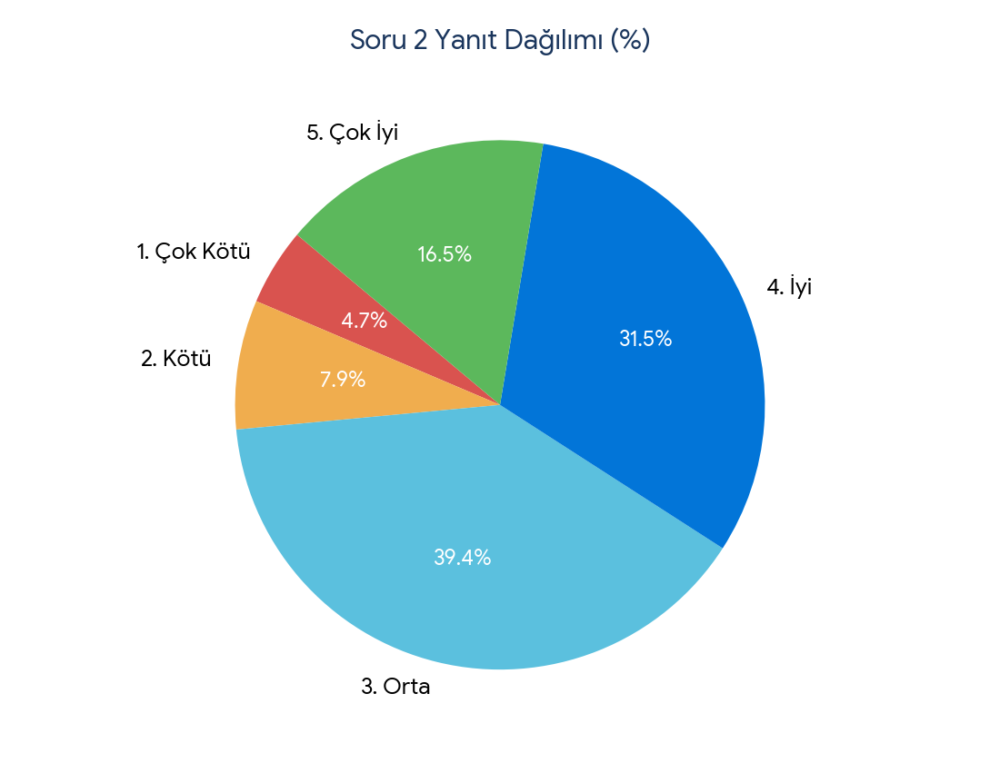 Soru 2 Yanıt Dağılımı (%)
5. Çok İyi
16.5%
1. Çok Kötü
4.7%
4. İyi
31.5%
2. Kötü
7.9%
39.4%
3. Orta